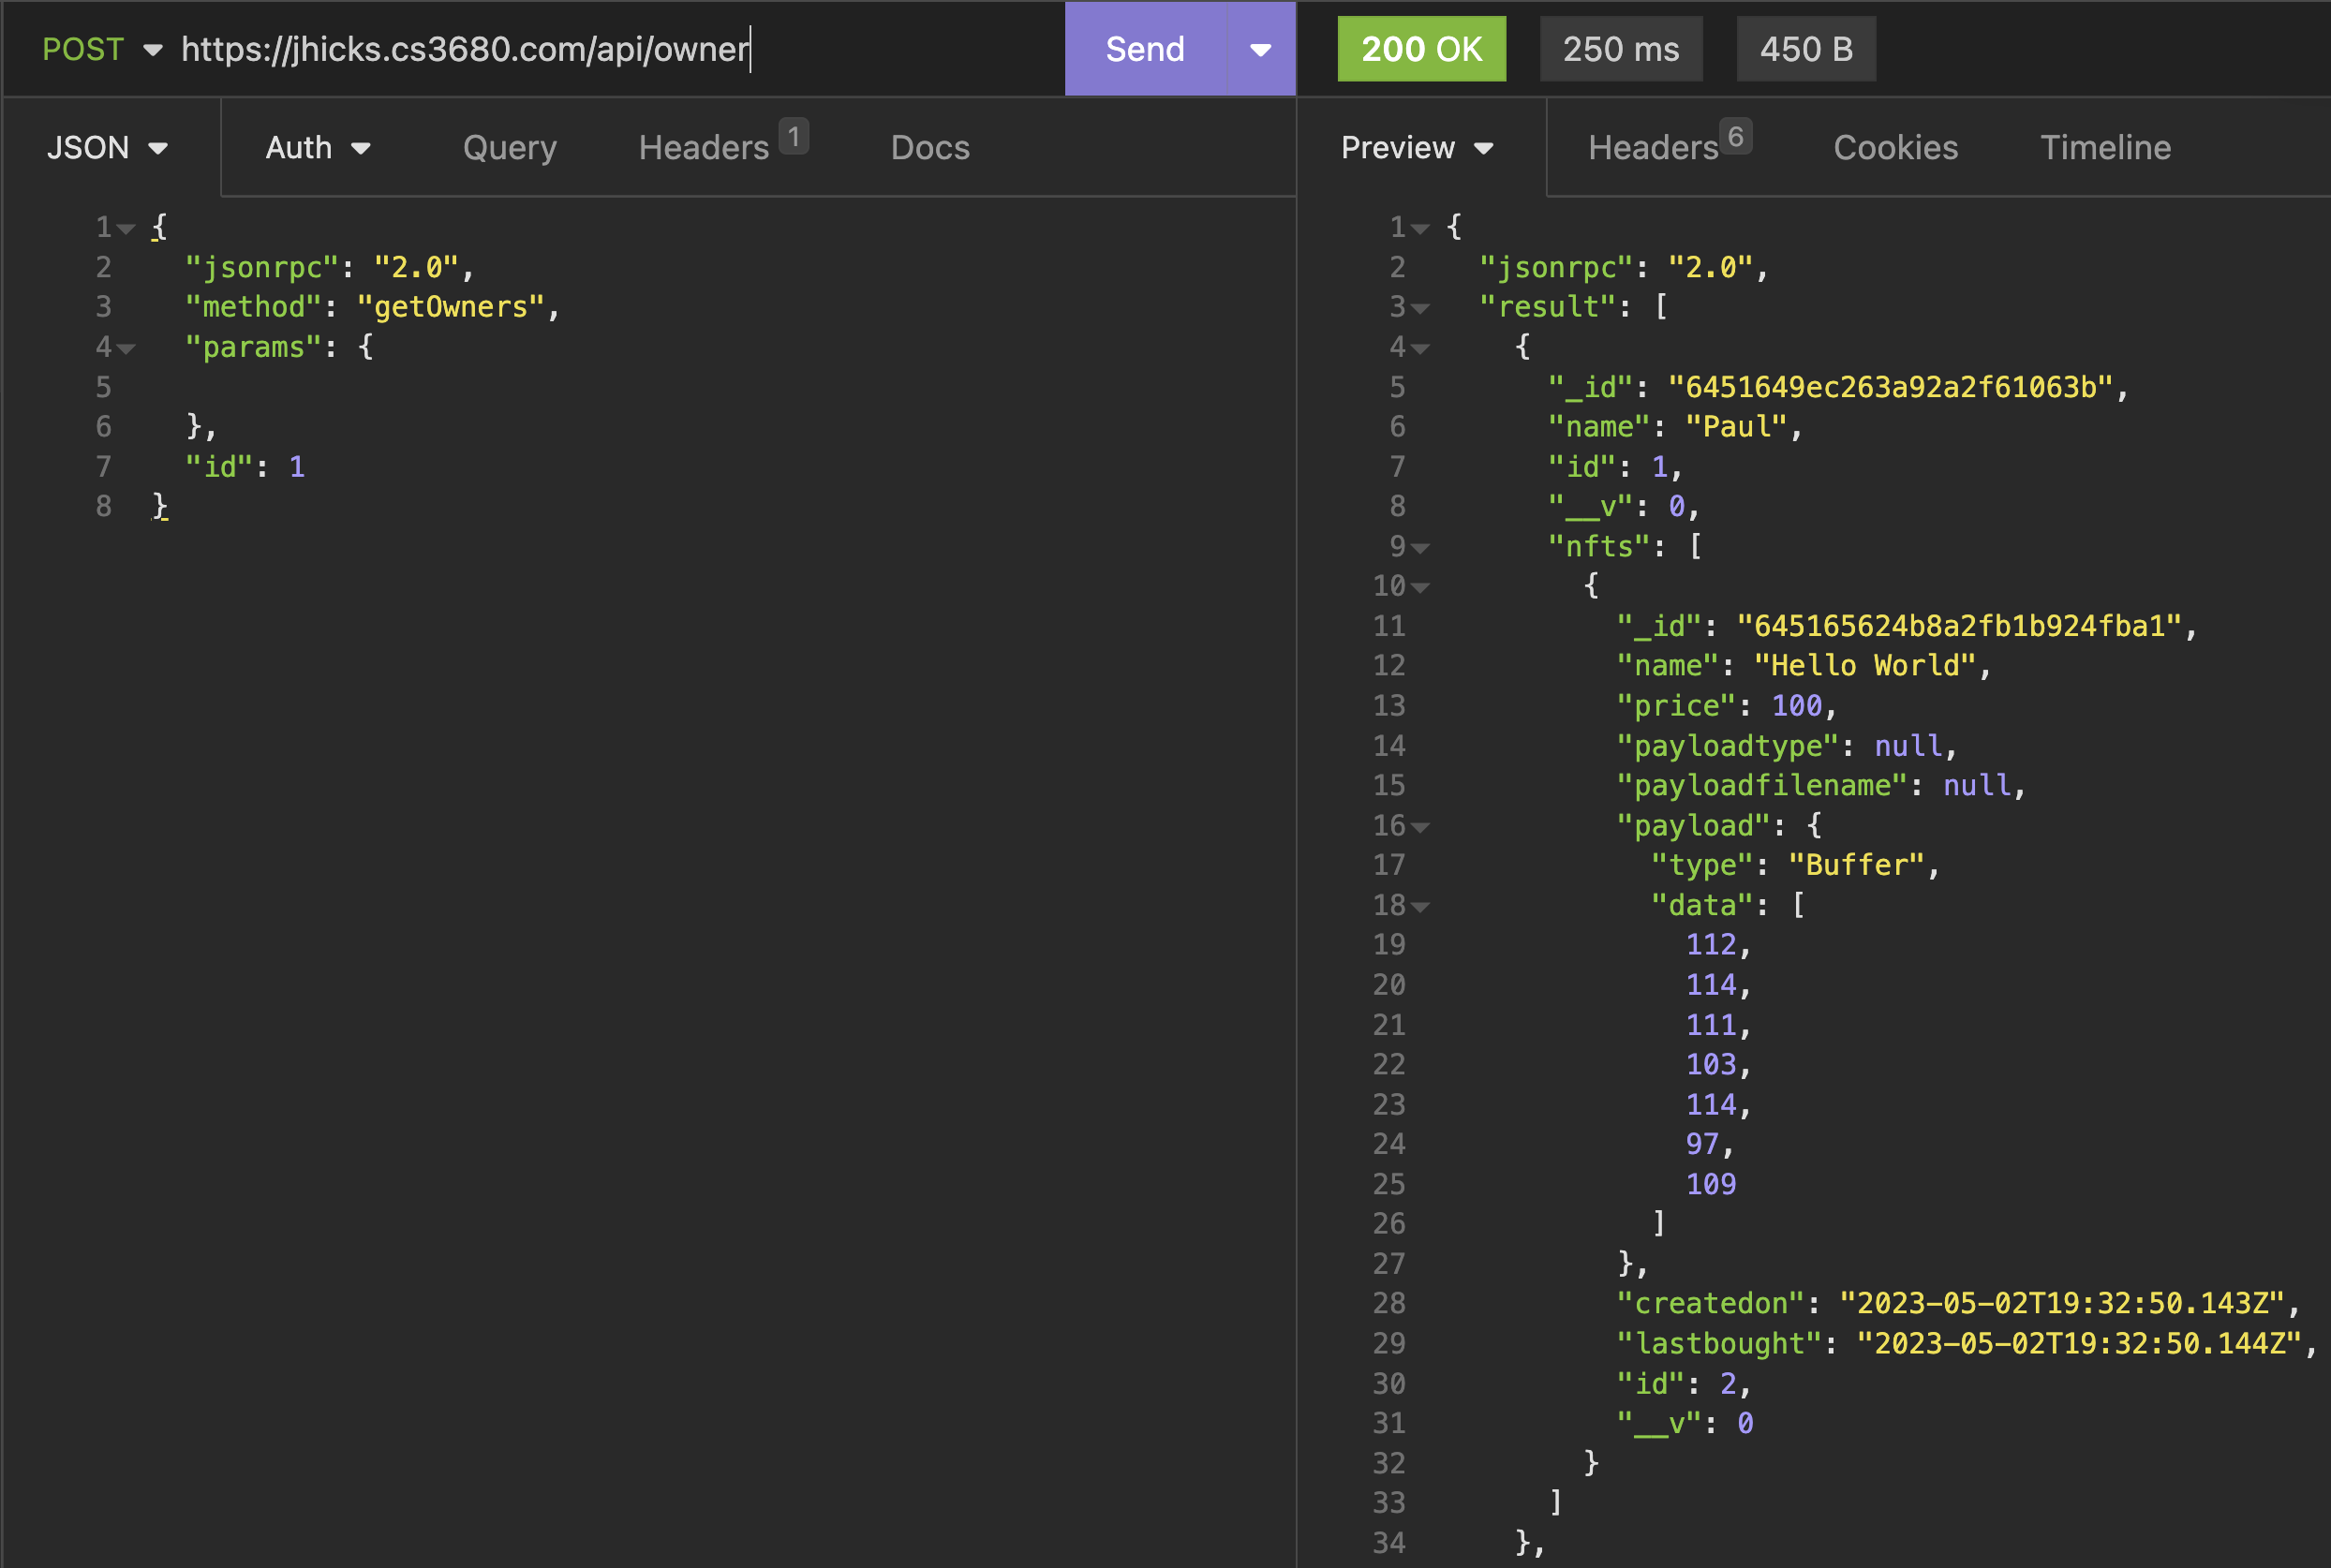 POST https://jhicks.cs3680.com/api/owner Send
200 OK 250 ms 450 B
JSON Auth Query Headers 1 Docs
Preview Headers 6 Cookies Timeline
1 {
2 "jsonrpc": "2.0",
3 "method": "getOwners",
4 "params": {
5
6 },
7 "id": 1
8 }
1 {
2 "jsonrpc": "2.0",
3 "result": [
4 {
5 "_id": "6451649ec263a92a2f61063b",
6 "name": "Paul",
7 "id": 1,
8 "__v": 0,
9 "nfts": [
10 {
11 "_id": "645165624b8a2fb1b924fba1",
12 "name": "Hello World",
13 "price": 100,
14 "payloadtype": null,
15 "payloadfilename": null,
16 "payload": {
17 "type": "Buffer",
18 "data": [
19 112,
20 114,
21 111,
22 103,
23 114,
24 97,
25 109
26 ]
27 },
28 "createdon": "2023-05-02T19:32:50.143Z",
29 "lastbought": "2023-05-02T19:32:50.144Z",
30 "id": 2,
31 "__v": 0
32 }
33 ]
34 },